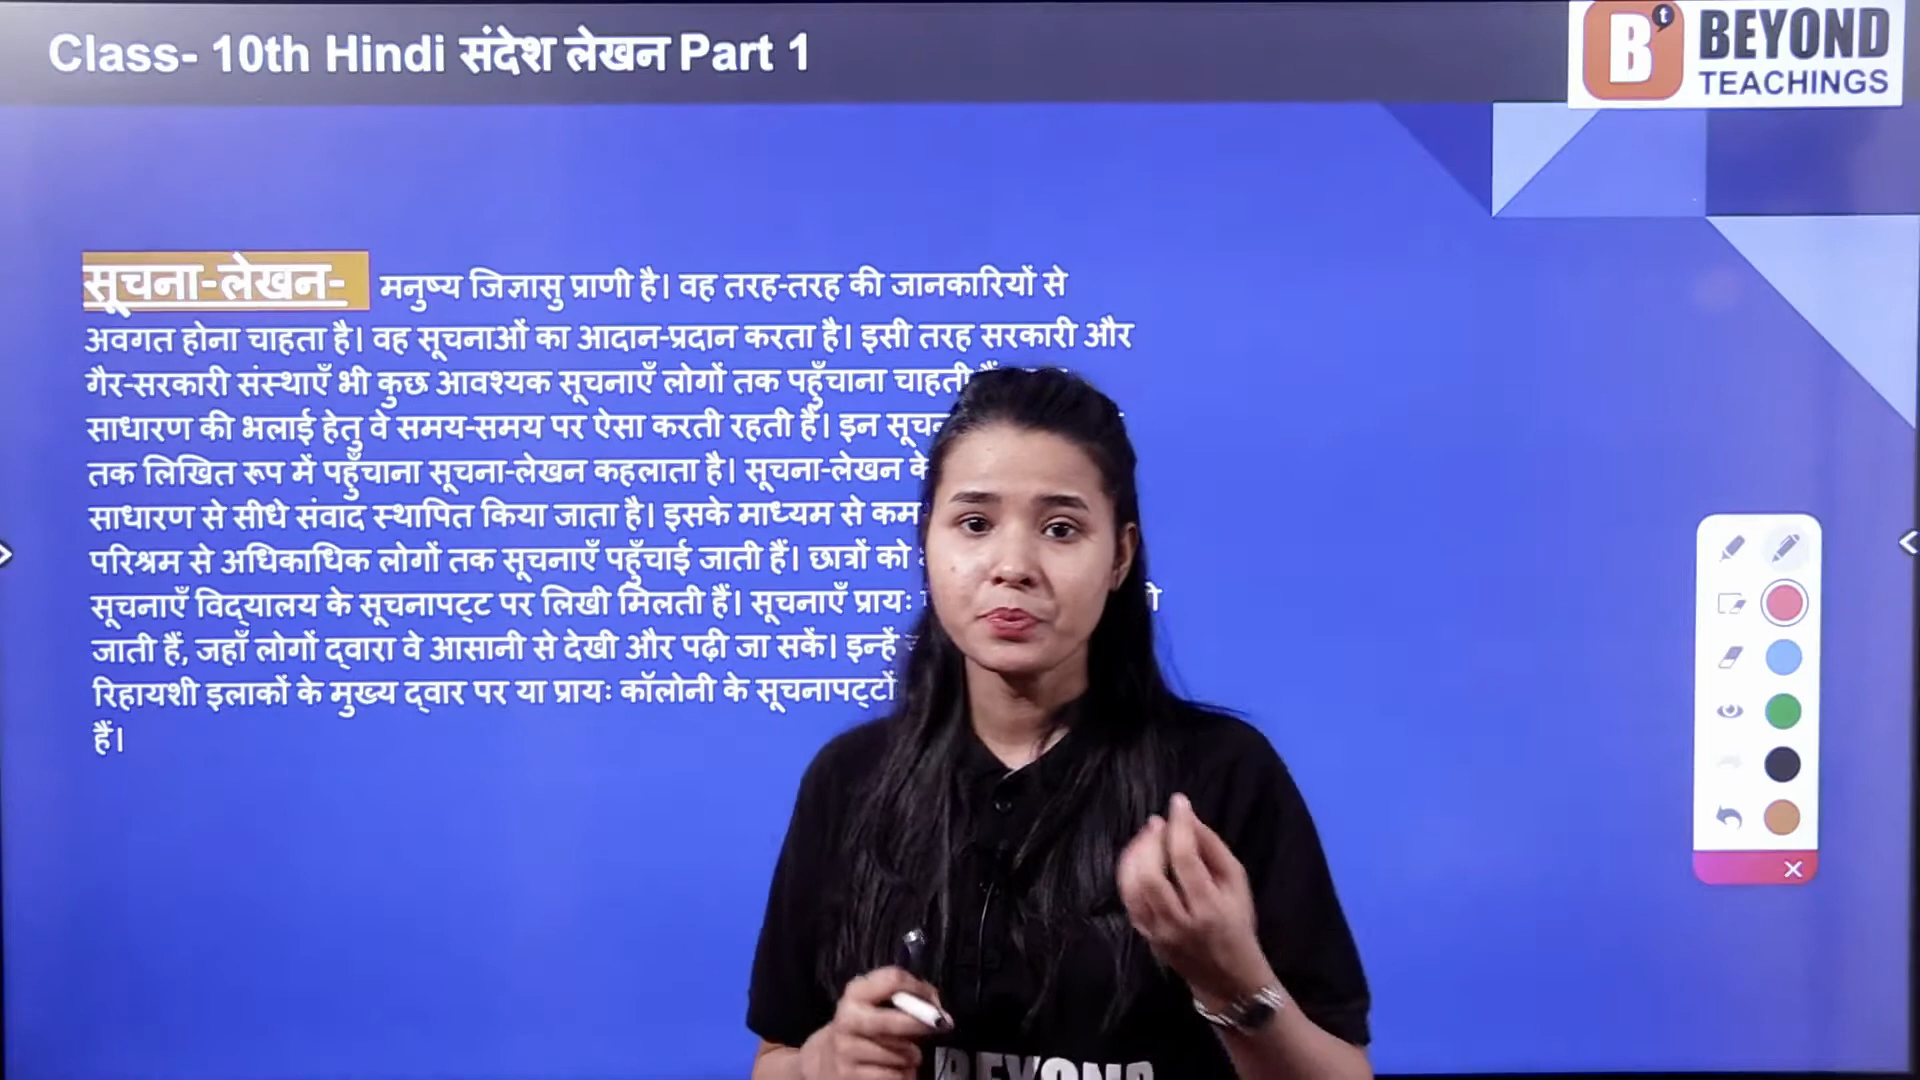 Class- 10th Hindi संदेश लेखन Part 1
Bt BEYOND
TEACHINGS
सूचना-लेखन- मनुष्य जिज्ञासु प्राणी है। वह तरह-तरह की जानकारियों से
अवगत होना चाहता है। वह सूचनाओं का आदान-प्रदान करता है। इसी तरह सरकारी और
गैर-सरकारी संस्थाएँ भी कुछ आवश्यक सूचनाएँ लोगों तक पहुँचाना चाहती
साधारण की भलाई हेतु वे समय-समय पर ऐसा करती रहती हैं। इन
तक लिखित रूप में पहुँचाना सूचना-लेखन कहलाता है। सूचना-लेखन के
साधारण से सीधे संवाद स्थापित किया जाता है। इसके माध्यम से कम
परिश्रम से अधिकाधिक लोगों तक सूचनाएँ पहुँचाई जाती हैं। छात्रों को
सूचनाएँ विद्यालय के सूचनापट्ट पर लिखी मिलती हैं। सूचनाएँ प्रायः
जाती हैं, जहाँ लोगों द्वारा वे आसानी से देखी और पढ़ी जा सकें। इन्हें
रिहायशी इलाकों के मुख्य द्वार पर या प्रायः कॉलोनी के सूचनापट्टों
हैं।
BEYOND